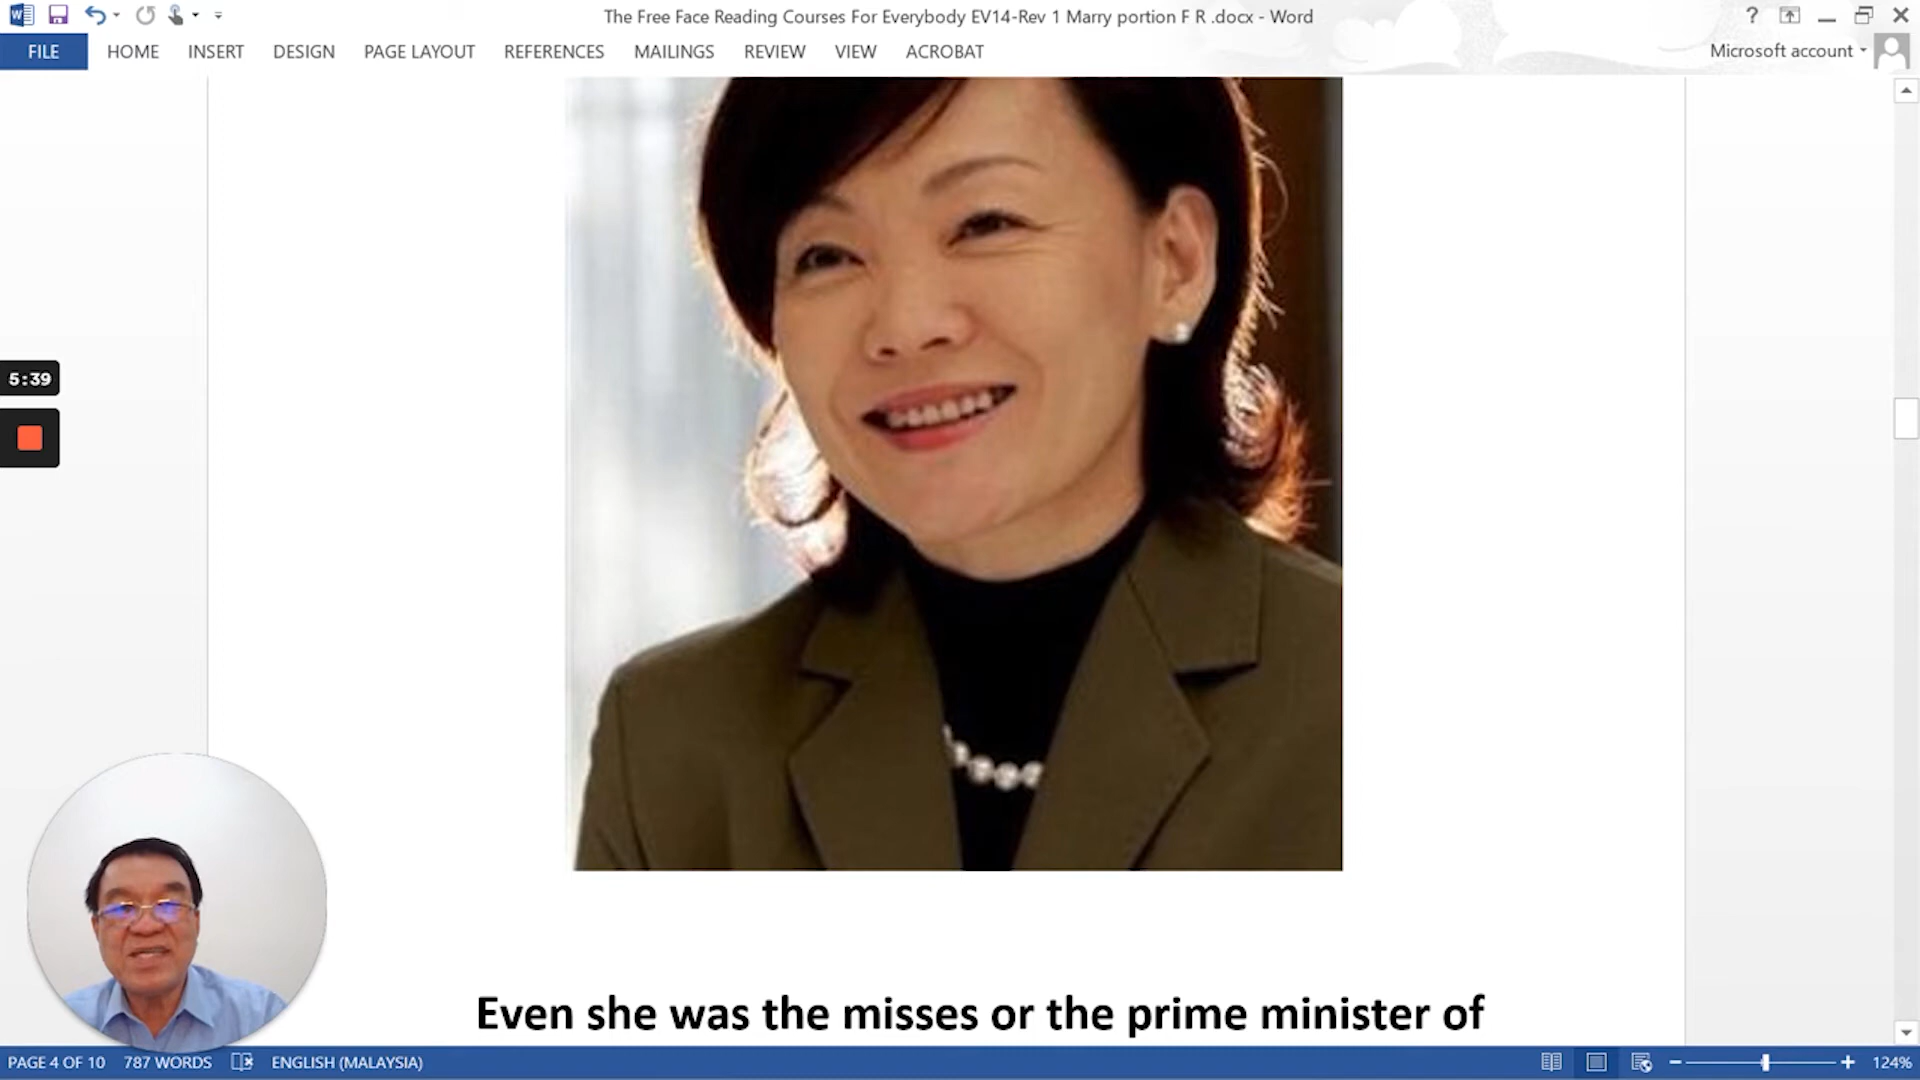 The Free Face Reading Courses For Everybody EV14-Rev 1 Marry portion F R .docx - Word
FILE HOME INSERT DESIGN PAGE LAYOUT REFERENCES MAILINGS REVIEW VIEW ACROBAT Microsoft account
5:39
Even she was the misses or the prime minister of
PAGE 4 OF 10 787 WORDS ENGLISH (MALAYSIA) 124%